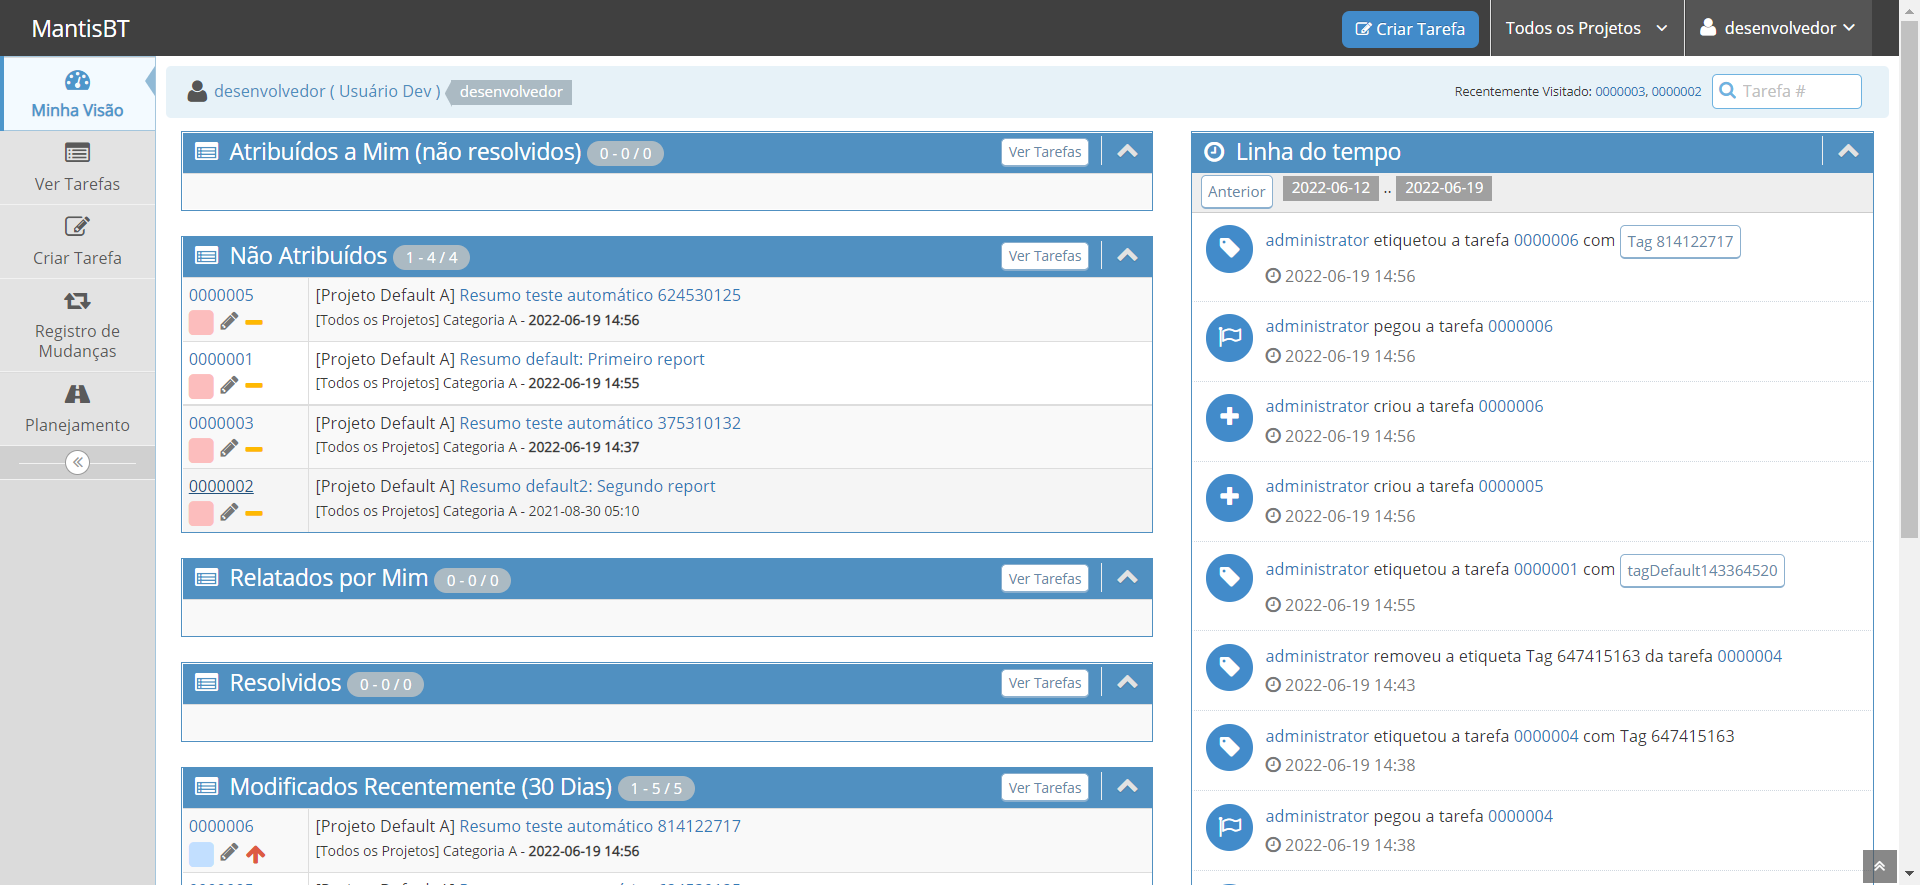 MantisBT
Criar Tarefa
Todos os Projetos
desenvolvedor
Minha Visão
Ver Tarefas
Criar Tarefa
Registro de
Mudanças
Planejamento
desenvolvedor ( Usuário Dev ) desenvolvedor
Recentemente Visitado: 0000003, 0000002
Tarefa #
Atribuídos a Mim (não resolvidos) 0 - 0 / 0
Ver Tarefas
Não Atribuídos 1 - 4 / 4
Ver Tarefas
0000005
[Projeto Default A] Resumo teste automático 624530125
[Todos os Projetos] Categoria A - 2022-06-19 14:56
0000001
[Projeto Default A] Resumo default: Primeiro report
[Todos os Projetos] Categoria A - 2022-06-19 14:55
0000003
[Projeto Default A] Resumo teste automático 375310132
[Todos os Projetos] Categoria A - 2022-06-19 14:37
0000002
[Projeto Default A] Resumo default2: Segundo report
[Todos os Projetos] Categoria A - 2021-08-30 05:10
Relatados por Mim 0 - 0 / 0
Ver Tarefas
Resolvidos 0 - 0 / 0
Ver Tarefas
Modificados Recentemente (30 Dias) 1 - 5 / 5
Ver Tarefas
0000006
[Projeto Default A] Resumo teste automático 814122717
[Todos os Projetos] Categoria A - 2022-06-19 14:56
Linha do tempo
Anterior 2022-06-12 .. 2022-06-19
administrator etiquetou a tarefa 0000006 com Tag 814122717
2022-06-19 14:56
administrator pegou a tarefa 0000006
2022-06-19 14:56
administrator criou a tarefa 0000006
2022-06-19 14:56
administrator criou a tarefa 0000005
2022-06-19 14:56
administrator etiquetou a tarefa 0000001 com tagDefault143364520
2022-06-19 14:55
administrator removeu a etiqueta Tag 647415163 da tarefa 0000004
2022-06-19 14:43
administrator etiquetou a tarefa 0000004 com Tag 647415163
2022-06-19 14:38
administrator pegou a tarefa 0000004
2022-06-19 14:38